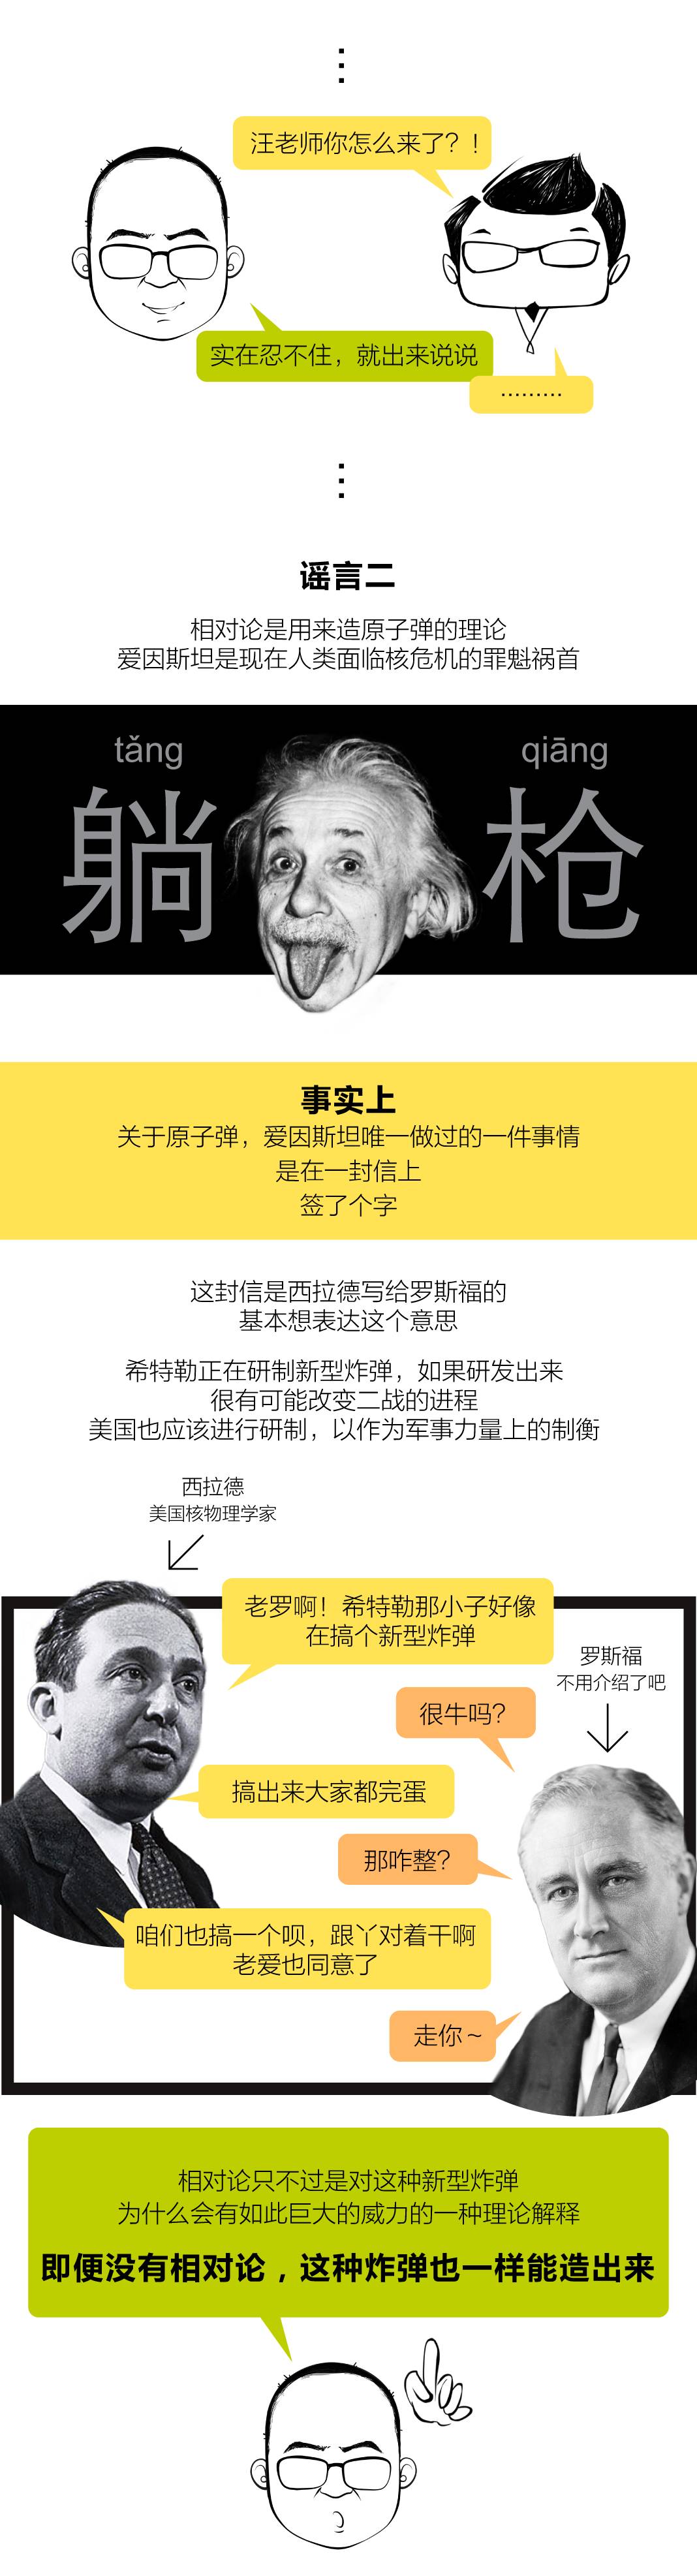 汪老师你怎么来了？！
实在忍不住，就出来说说
.........
谣言二
相对论是用来造原子弹的理论
爱因斯坦是现在人类面临核危机的罪魁祸首
tǎng
qiāng
躺
枪
事实上
关于原子弹，爱因斯坦唯一做过的一件事情
是在一封信上
签了个字
这封信是西拉德写给罗斯福的
基本想表达这个意思
希特勒正在研制新型炸弹，如果研发出来
很有可能改变二战的进程
美国也应该进行研制，以作为军事力量上的制衡
西拉德
美国核物理学家
老罗啊！希特勒那小子好像
在搞个新型炸弹
罗斯福
不用介绍了吧
很牛吗？
搞出来大家都完蛋
那咋整？
咱们也搞一个呗，跟丫对着干啊
老爱也同意了
走你～
相对论只不过是对这种新型炸弹
为什么会有如此巨大的威力的一种理论解释
即便没有相对论，这种炸弹也一样能造出来